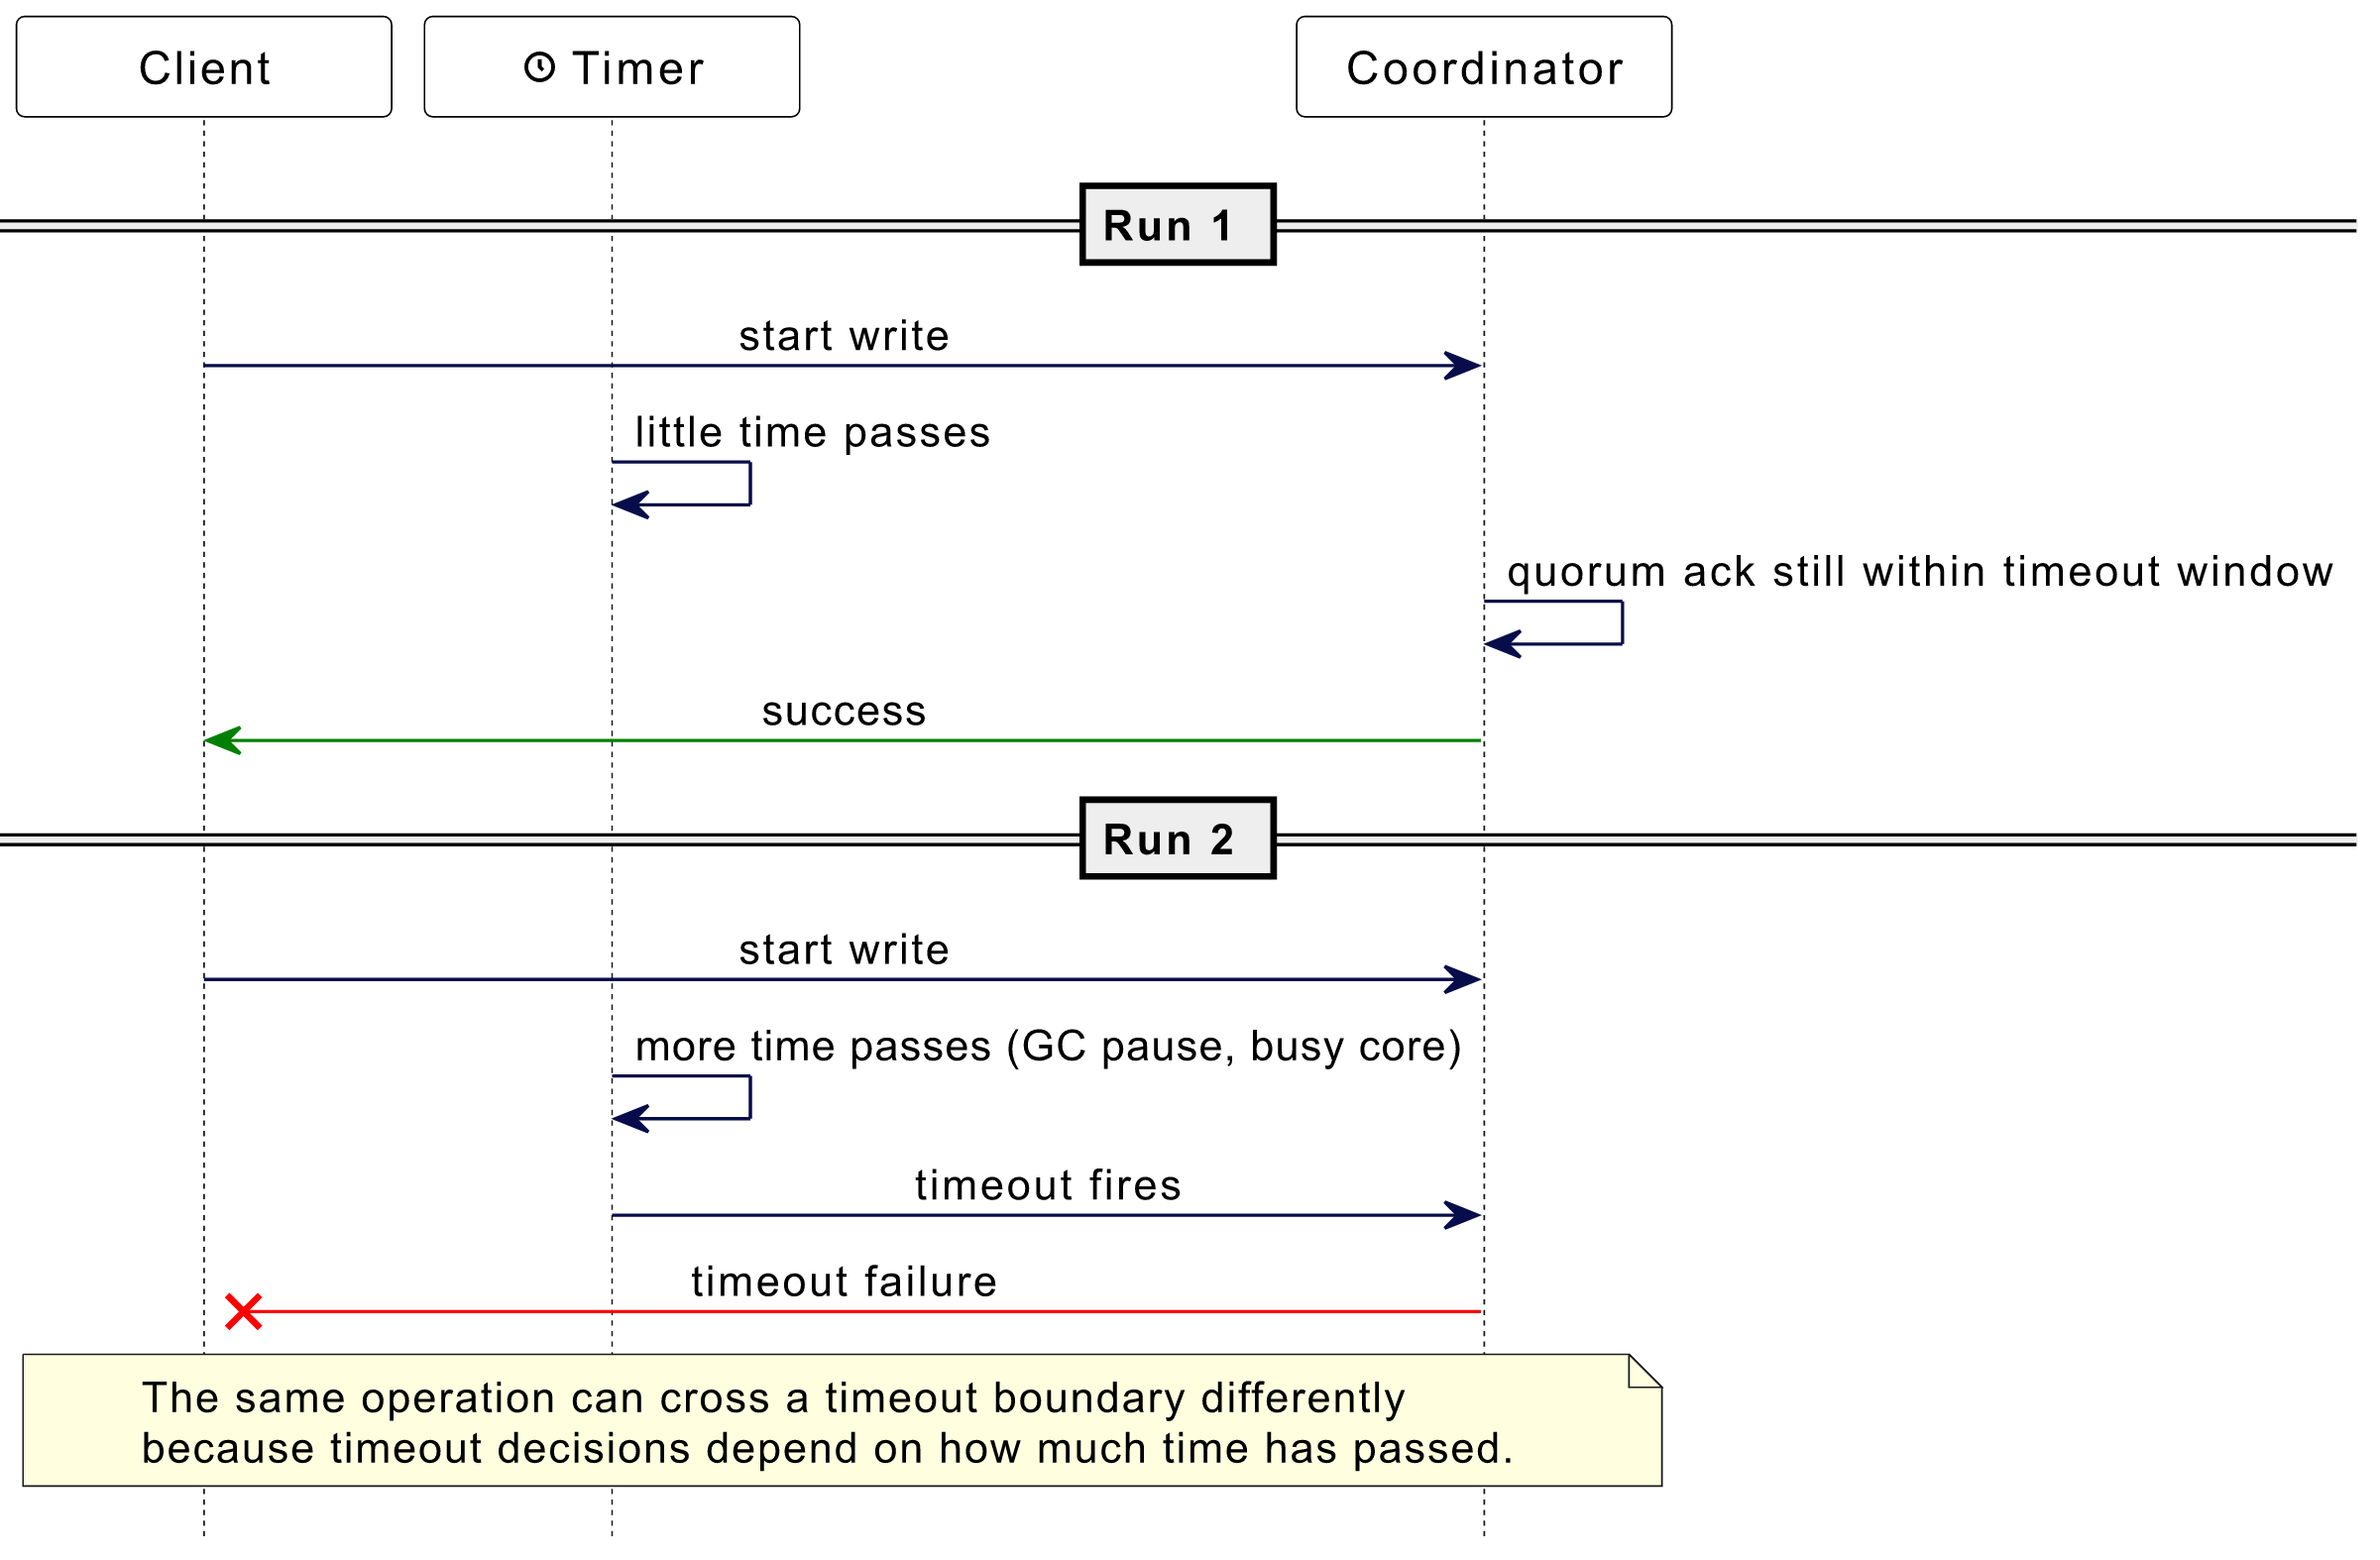 Client
Timer
Coordinator
Run 1
start write
little time passes
quorum ack still within timeout window
success
Run 2
start write
more time passes (GC pause, busy core)
timeout fires
timeout failure
The same operation can cross a timeout boundary differently
because timeout decisions depend on how much time has passed.